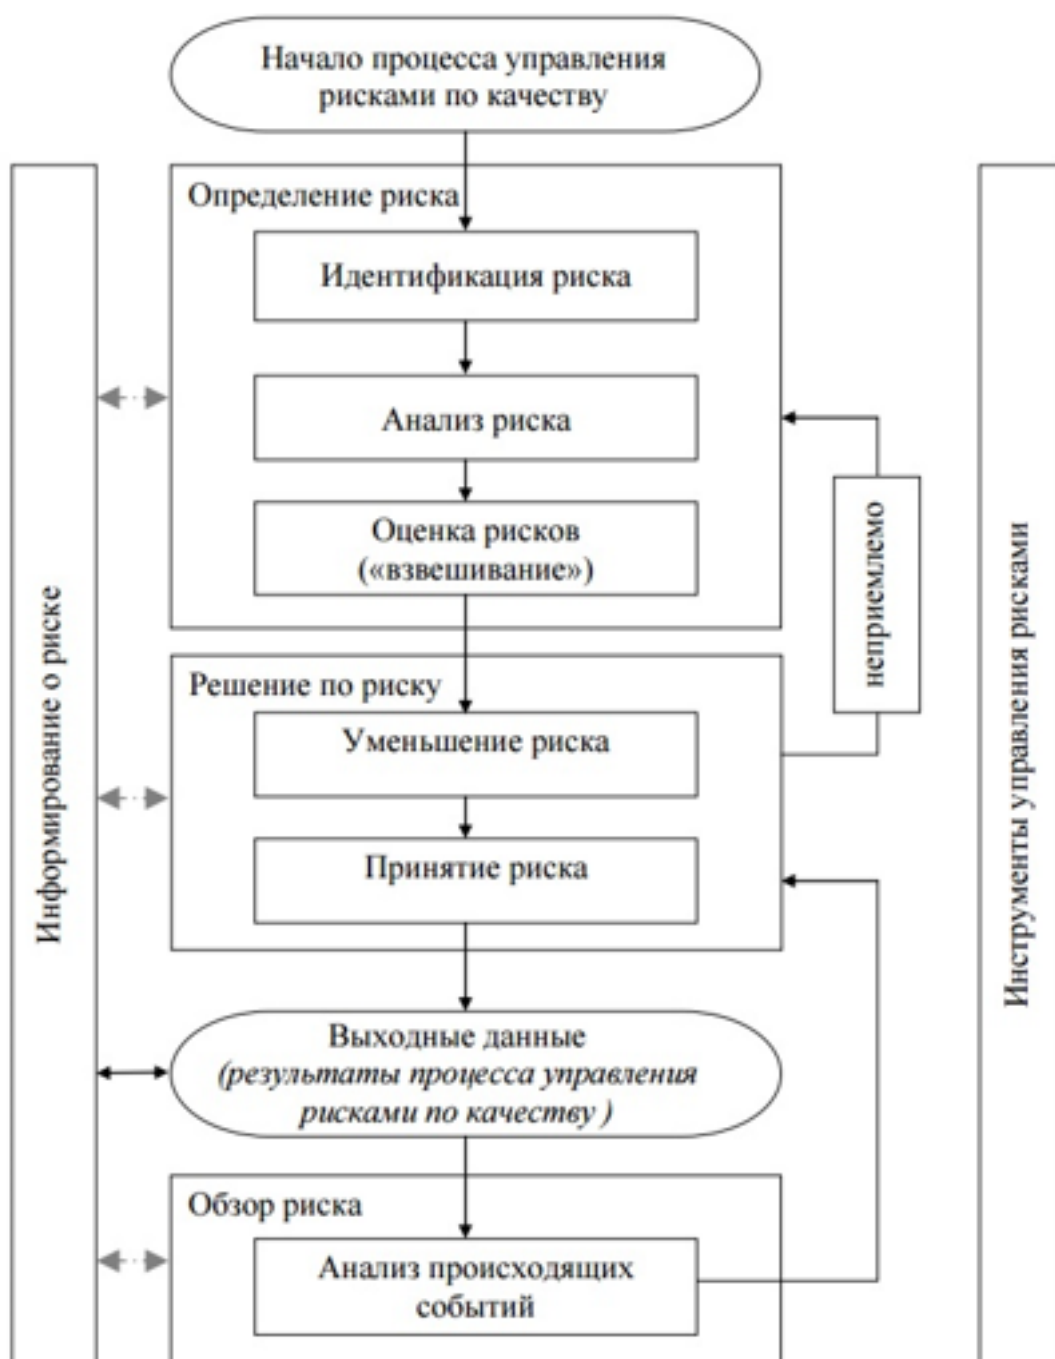 Начало процесса управления
рисками по качеству
Определение риска
Идентификация риска
Анализ риска
Оценка рисков
(«взвешивание»)
неприемлемо
Решение по риску
Уменьшение риска
Принятие риска
Выходные данные
(результаты процесса управления
рисками по качеству )
Обзор риска
Анализ происходящих
событий
Информирование о риске
Инструменты управления рисками